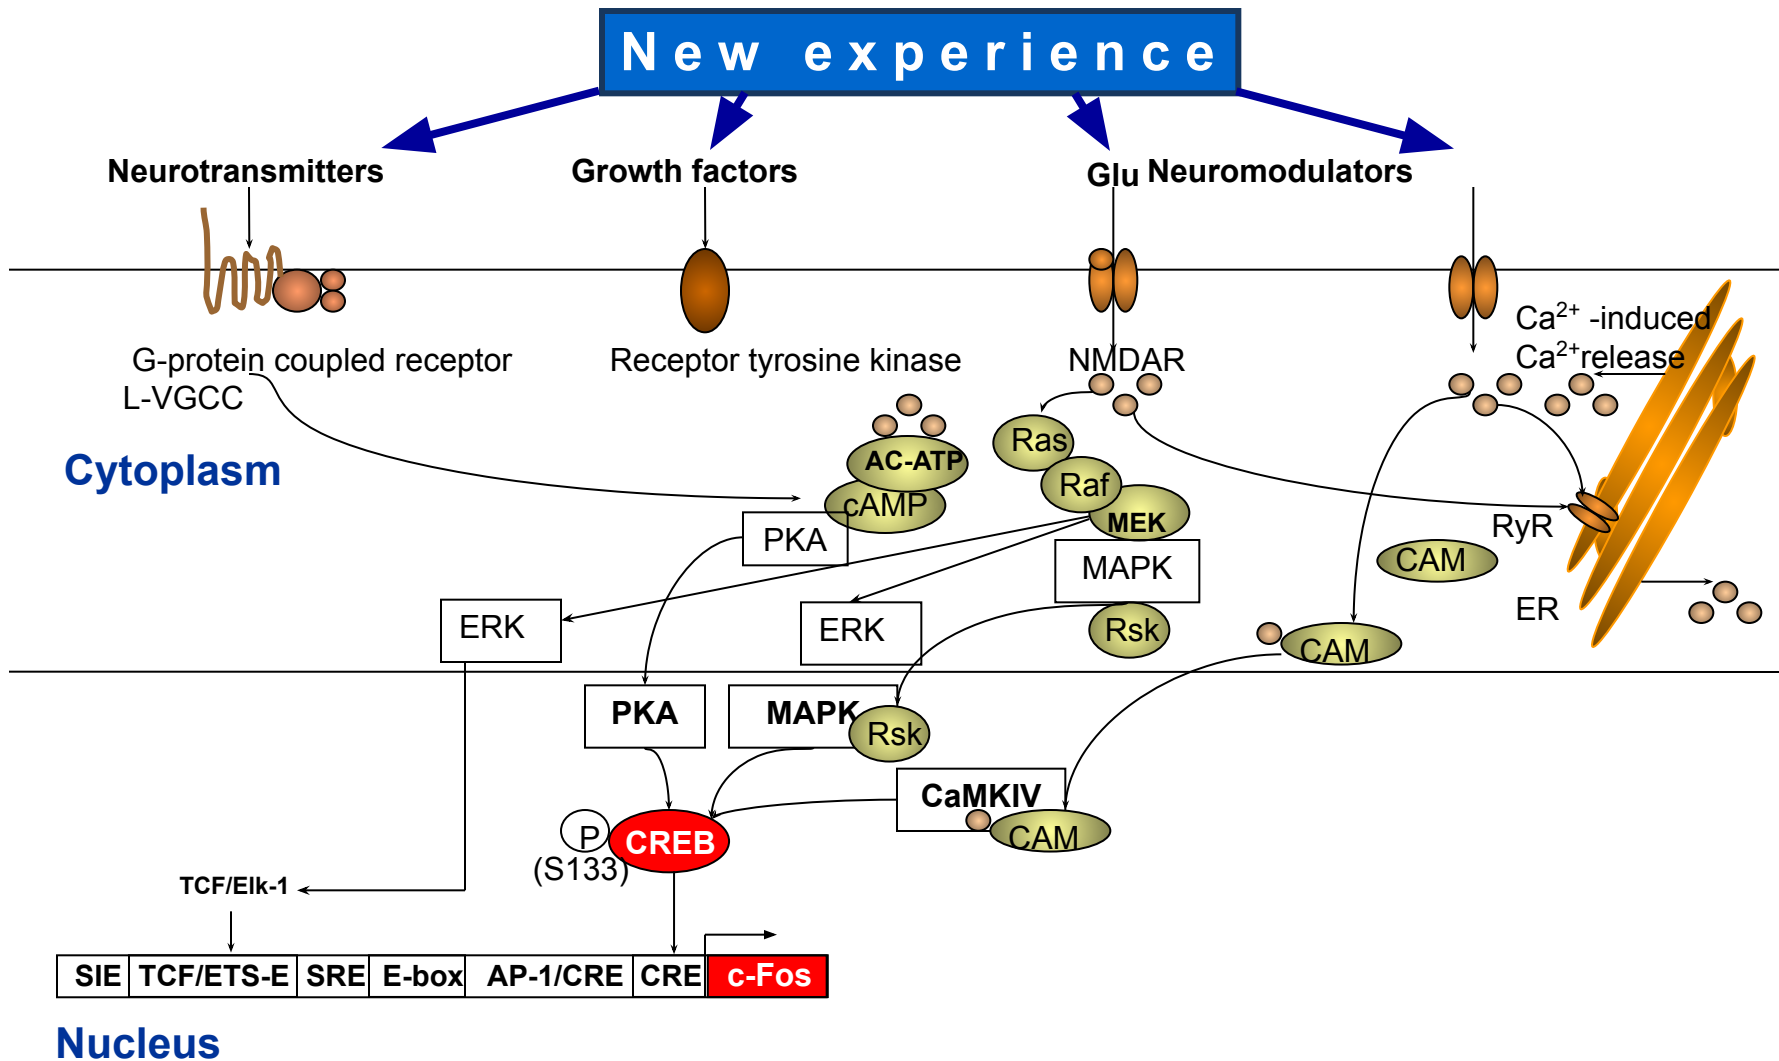 New experience
Neurotransmitters
Growth factors
Glu
Neuromodulators
Ca2+ -induced
Ca2+release
G-protein coupled receptor
L-VGCC
Receptor tyrosine kinase
NMDAR
Cytoplasm
AC-ATP
cAMP
PKA
Ras
Raf
MEK
MAPK
Rsk
RyR
CAM
ER
ERK
ERK
CAM
PKA
MAPK
Rsk
CaMKIV
CAM
P
(S133)
CREB
TCF/Elk-1
SIE TCF/ETS-E SRE E-box AP-1/CRE CRE c-Fos
Nucleus